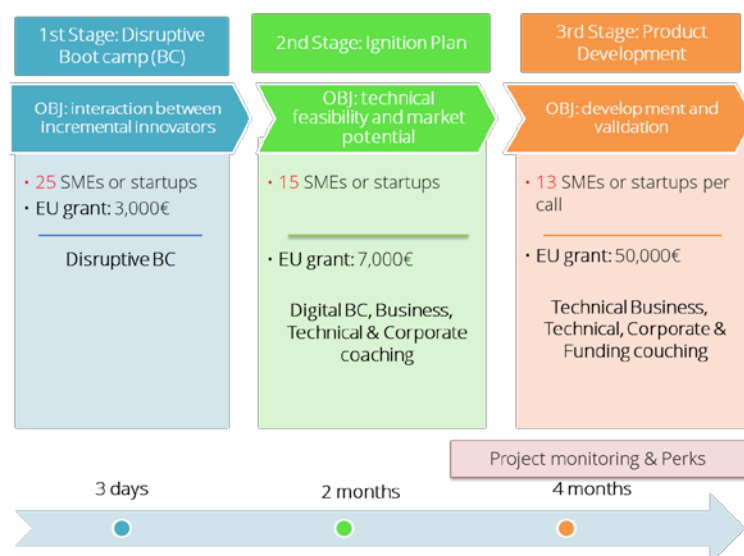 1st Stage: Disruptive
Boot camp (BC)
OBJ: interaction between
incremental innovators
• 25 SMEs or startups
• EU grant: 3,000€
Disruptive BC
2nd Stage: Ignition Plan
OBJ: technical
feasibility and market
potential
• 15 SMEs or startups
• EU grant: 7,000€
Digital BC, Business,
Technical & Corporate
coaching
3rd Stage: Product
Development
OBJ: development and
validation
• 13 SMEs or startups per
call
• EU grant: 50,000€
Technical Business,
Technical, Corporate &
Funding couching
Project monitoring & Perks
3 days
2 months
4 months